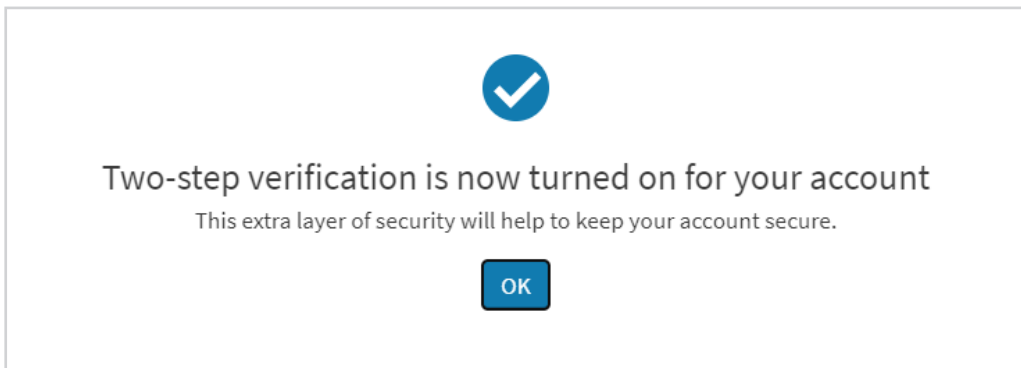 Two-step verification is now turned on for your account
This extra layer of security will help to keep your account secure.
OK